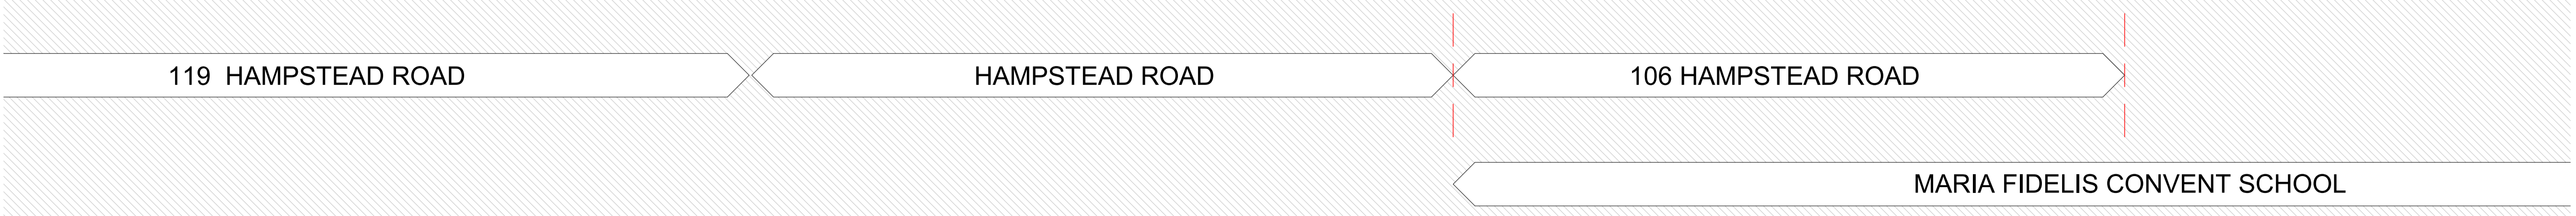 119  HAMPSTEAD ROAD
HAMPSTEAD ROAD
106 HAMPSTEAD ROAD
MARIA FIDELIS CONVENT SCHOOL